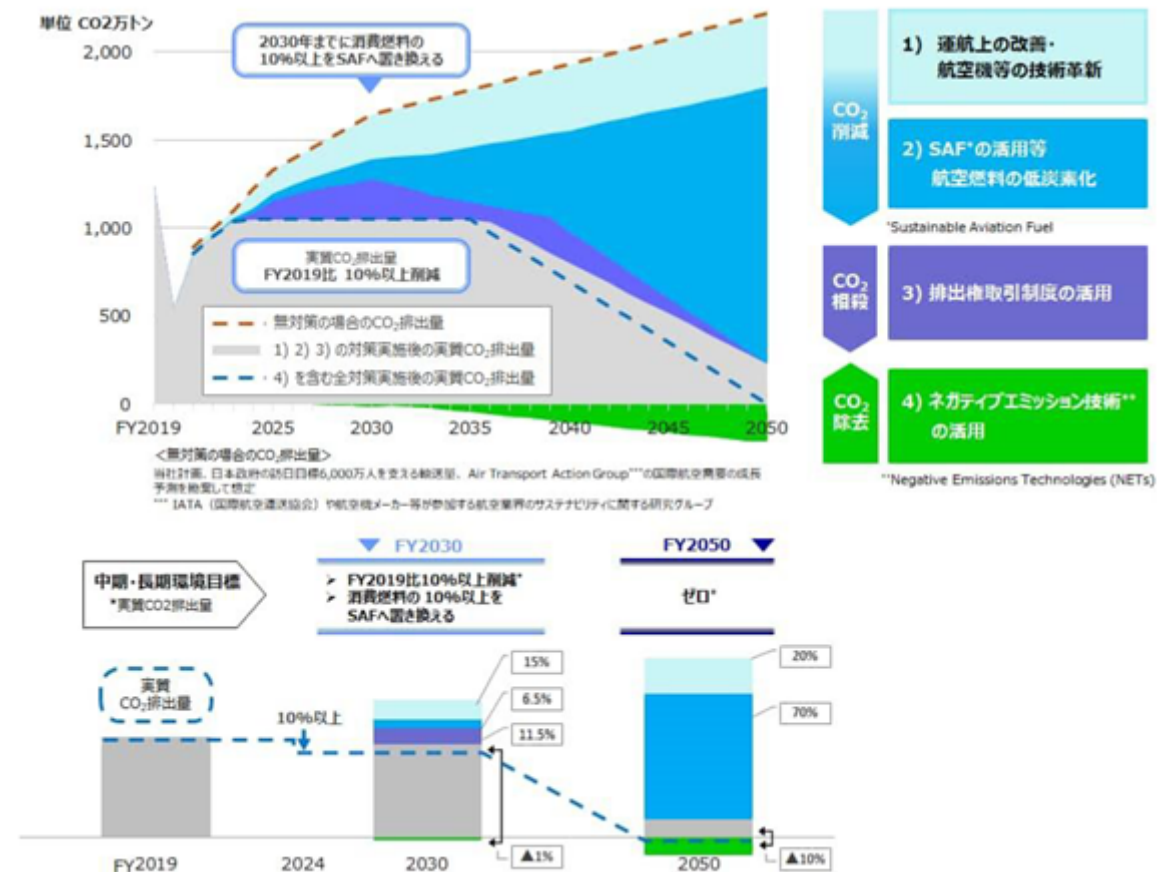 単位 CO2万トン
2,000
1,500
1,000
500
0
2030年までに消費燃料の
10%以上をSAFへ置き換える
実質CO₂排出量
FY2019比 10%以上削減
無対策の場合のCO₂排出量
1) 2) 3) の対策実施後の実質CO₂排出量
4) を含む全対策実施後の実質CO₂排出量
FY2019
2025
2030
2035
2040
2045
2050
CO₂
削減
1) 運航上の改善・
航空機等の技術革新
2) SAF*の活用等
航空燃料の低炭素化
*Sustainable Aviation Fuel
CO₂
相殺
3) 排出権取引制度の活用
CO₂
除去
4) ネガティブエミッション技術**
の活用
**Negative Emissions Technologies (NETs)
<無対策の場合のCO₂排出量>
当社計画、日本政府の訪日目標6,000万人を支える輸送量、Air Transport Action Group***の国際航空需要の成長
予測を勘案して想定
*** IATA（国際航空運送協会）や航空機メーカー等が参加する航空業界のサステナビリティに関する研究グループ
中期・長期環境目標
*実質CO2排出量
FY2030
FY2019比10%以上削減*
消費燃料の 10%以上を
SAFへ置き換える
FY2050
ゼロ*
実質
CO₂排出量
10%以上
15%
6.5%
11.5%
▲1%
20%
70%
▲10%
FY2019
2024
2030
2050